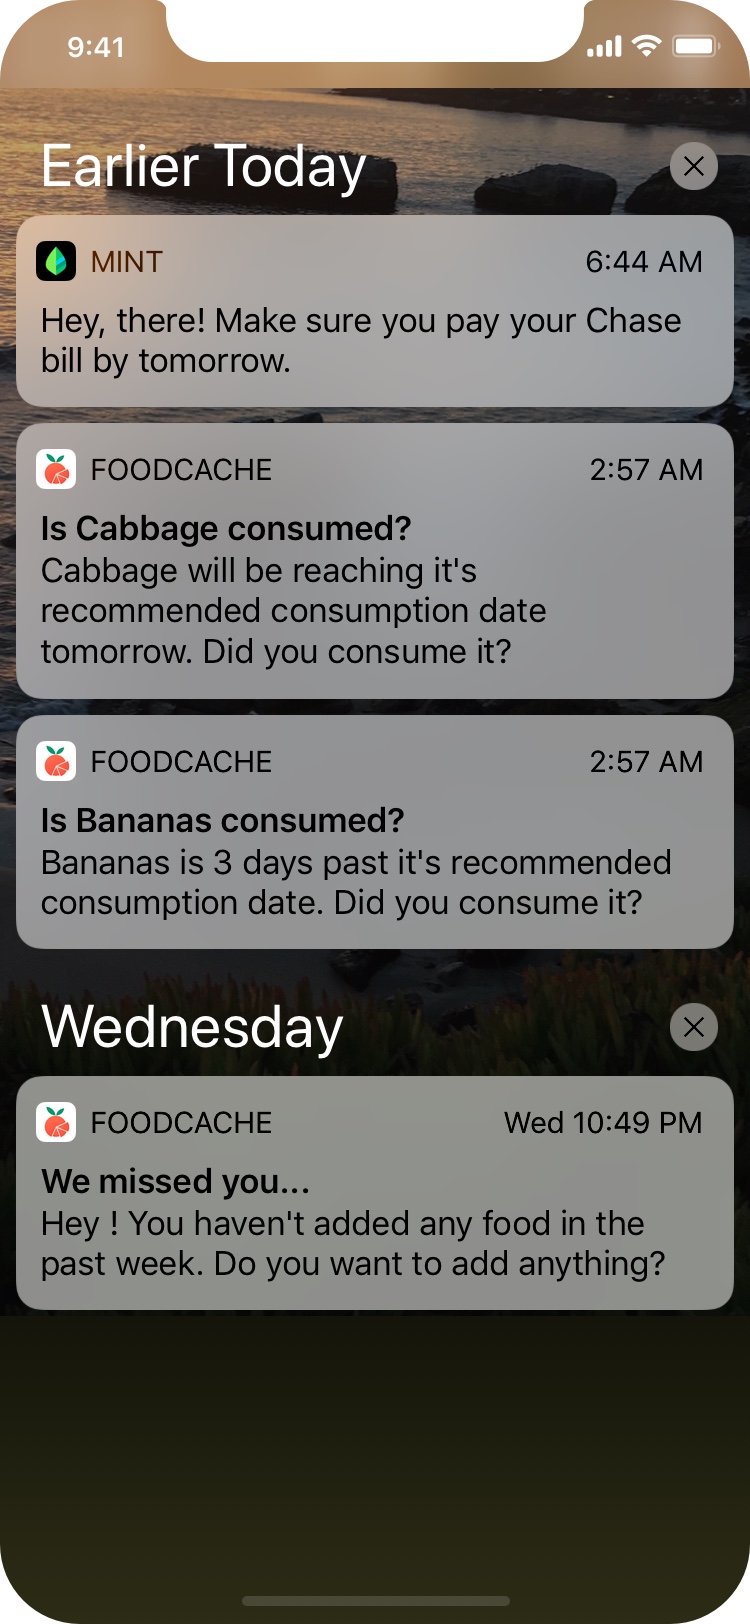 9:41
Earlier Today
MINT 6:44 AM
Hey, there! Make sure you pay your Chase
bill by tomorrow.
FOODCACHE 2:57 AM
Is Cabbage consumed?
Cabbage will be reaching it's
recommended consumption date
tomorrow. Did you consume it?
FOODCACHE 2:57 AM
Is Bananas consumed?
Bananas is 3 days past it's recommended
consumption date. Did you consume it?
Wednesday
FOODCACHE Wed 10:49 PM
We missed you...
Hey ! You haven't added any food in the
past week. Do you want to add anything?